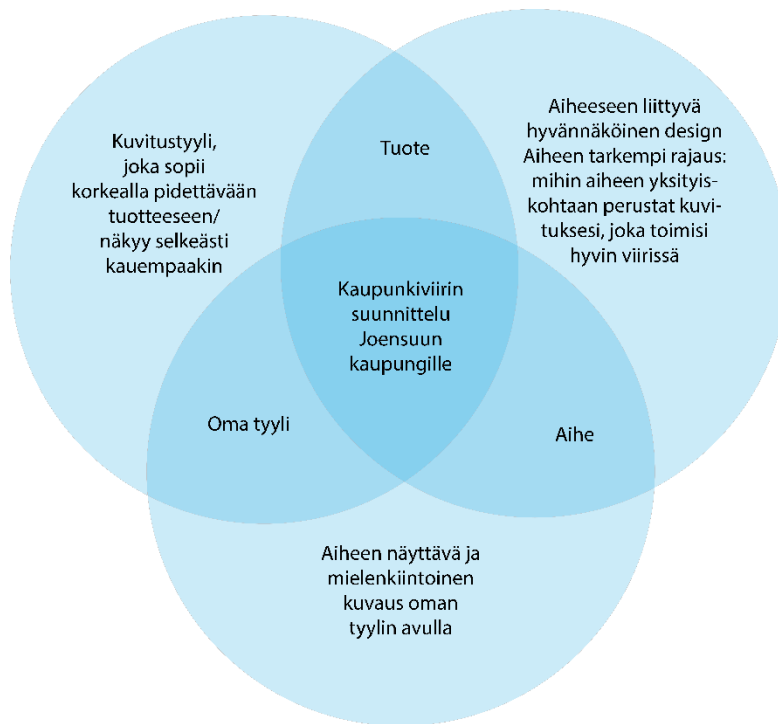 Kuvitustyyli,
joka sopii
korkealla pidettävään
tuotteeseen/
näkyy selkeästi
kauempaakin
Tuote
Aiheeseen liittyvä
hyvännäköinen design
Aiheen tarkempi rajaus:
mihin aiheen yksityis-
kohtaan perustat kuvi-
tuksesi, joka toimisi
hyvin viirissä
Kaupunkiviirin
suunnittelu
Joensuun
kaupungille
Oma tyyli
Aihe
Aiheen näyttävä ja
mielenkiintoinen
kuvaus oman
tyylin avulla